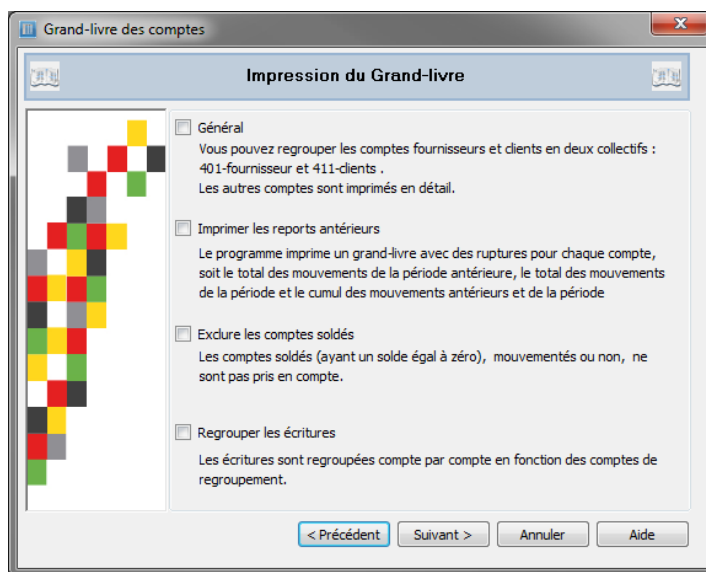 Grand-livre des comptes
Impression du Grand-livre
Général
Vous pouvez regrouper les comptes fournisseurs et clients en deux collectifs :
401-fournisseur et 411-clients .
Les autres comptes sont imprimés en détail.
Imprimer les reports antérieurs
Le programme imprime un grand-livre avec des ruptures pour chaque compte,
soit le total des mouvements de la période antérieure, le total des mouvements
de la période et le cumul des mouvements antérieurs et de la période
Exclure les comptes soldés
Les comptes soldés (ayant un solde égal à zéro), mouvementés ou non, ne
sont pas pris en compte.
Regrouper les écritures
Les écritures sont regroupées compte par compte en fonction des comptes de
regroupement.
< Précédent Suivant > Annuler Aide